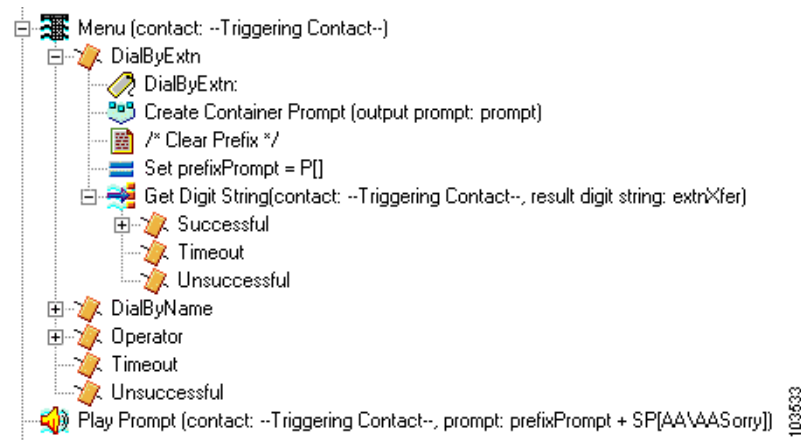 Menu (contact: --Triggering Contact--)
DialByExtn
DialByExtn:
Create Container Prompt (output prompt: prompt)
/* Clear Prefix */
Set prefixPrompt = P[]
Get Digit String(contact: --Triggering Contact--, result digit string: extnXfer)
Successful
Timeout
Unsuccessful
DialByName
Operator
Timeout
Unsuccessful
Play Prompt (contact: --Triggering Contact--, prompt: prefixPrompt + SP[AA\AASorry])
103533